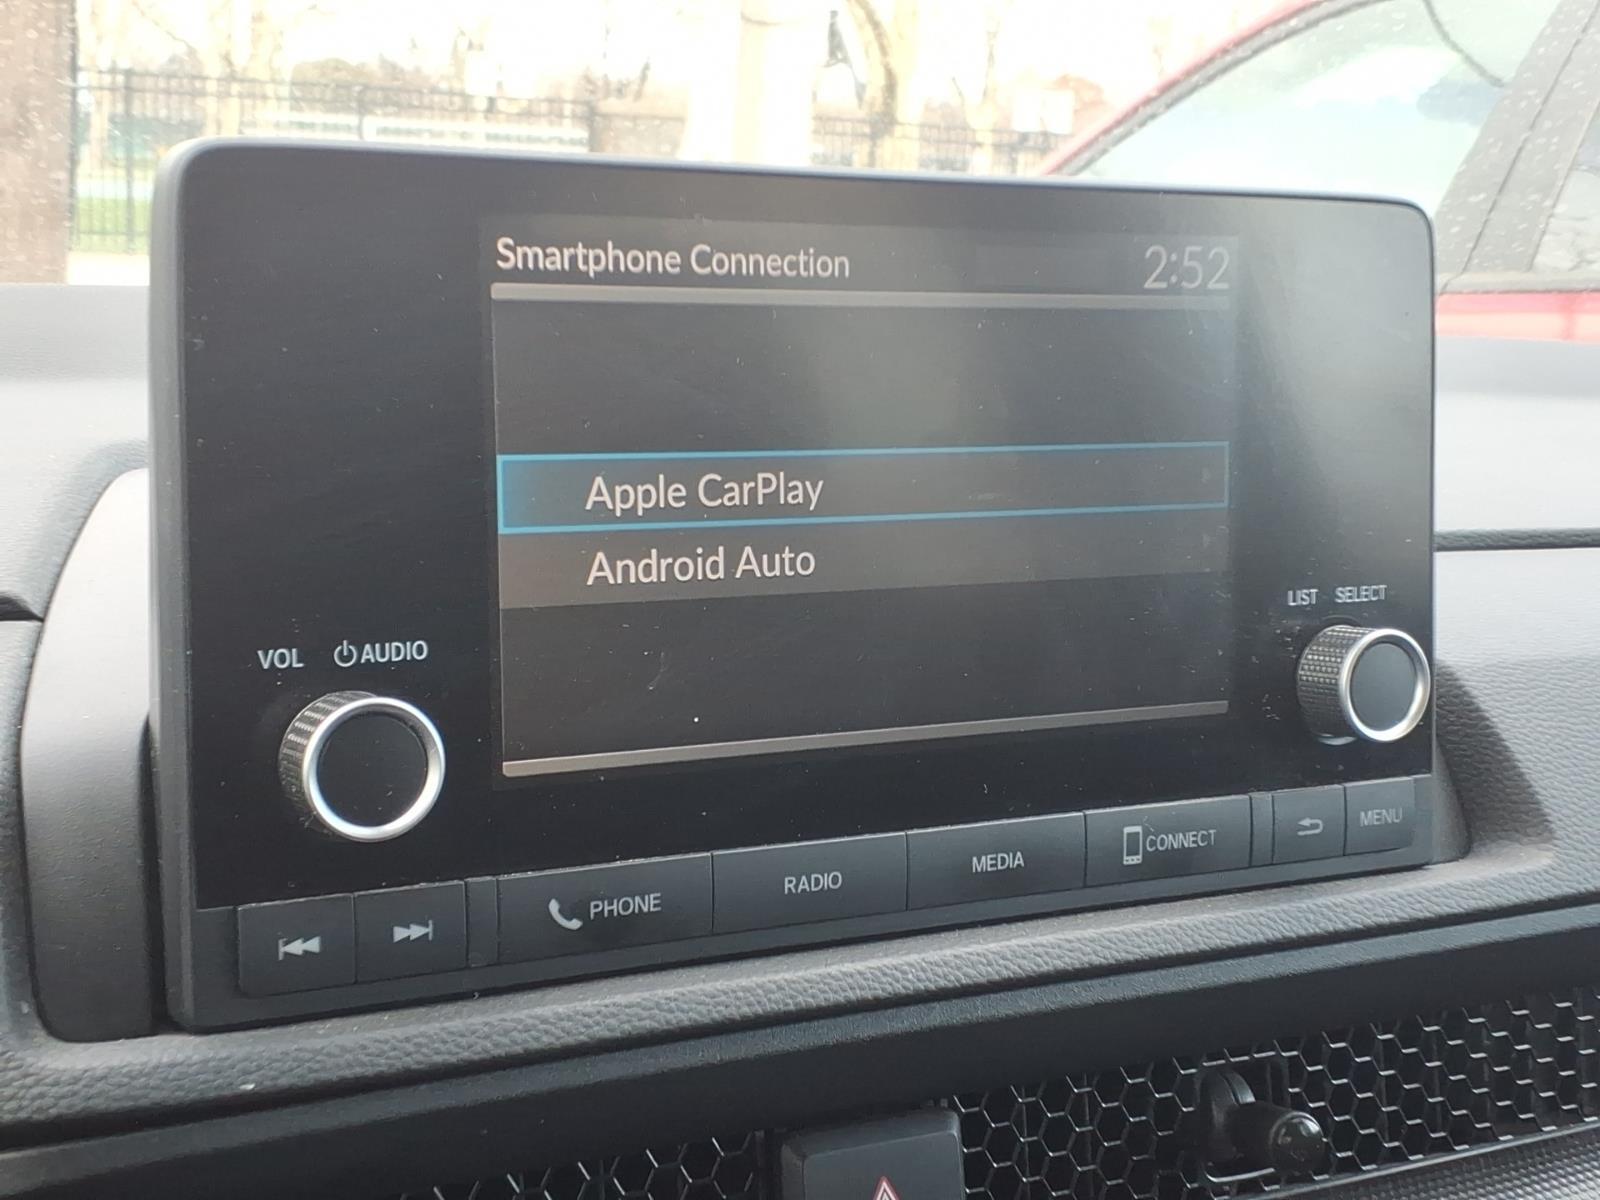 Smartphone Connection 2:52
Apple CarPlay
Android Auto
VOL AUDIO
LIST SELECT
PHONE RADIO MEDIA CONNECT MENU